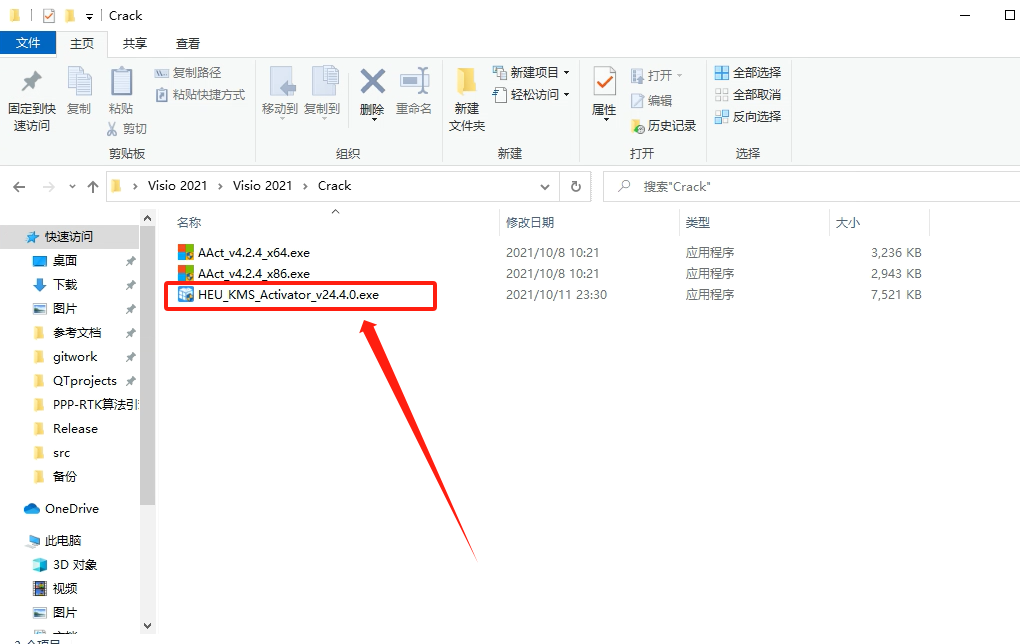 Crack
文件 主页 共享 查看
固定到快速访问
复制
粘贴
复制路径
粘贴快捷方式
剪切
剪贴板
移动到
复制到
删除
重命名
组织
新建文件夹
新建项目
轻松访问
新建
属性
打开
编辑
历史记录
打开
全部选择
全部取消
反向选择
选择
Visio 2021 › Visio 2021 › Crack
搜索"Crack"
名称 修改日期 类型 大小
AAct_v4.2.4_x64.exe 2021/10/8 10:21 应用程序 3,236 KB
AAct_v4.2.4_x86.exe 2021/10/8 10:21 应用程序 2,943 KB
HEU_KMS_Activator_v24.4.0.exe 2021/10/11 23:30 应用程序 7,521 KB
快速访问
桌面
下载
图片
参考文档
gitwork
QTprojects
PPP-RTK算法引
Release
src
备份
OneDrive
此电脑
3D 对象
视频
图片